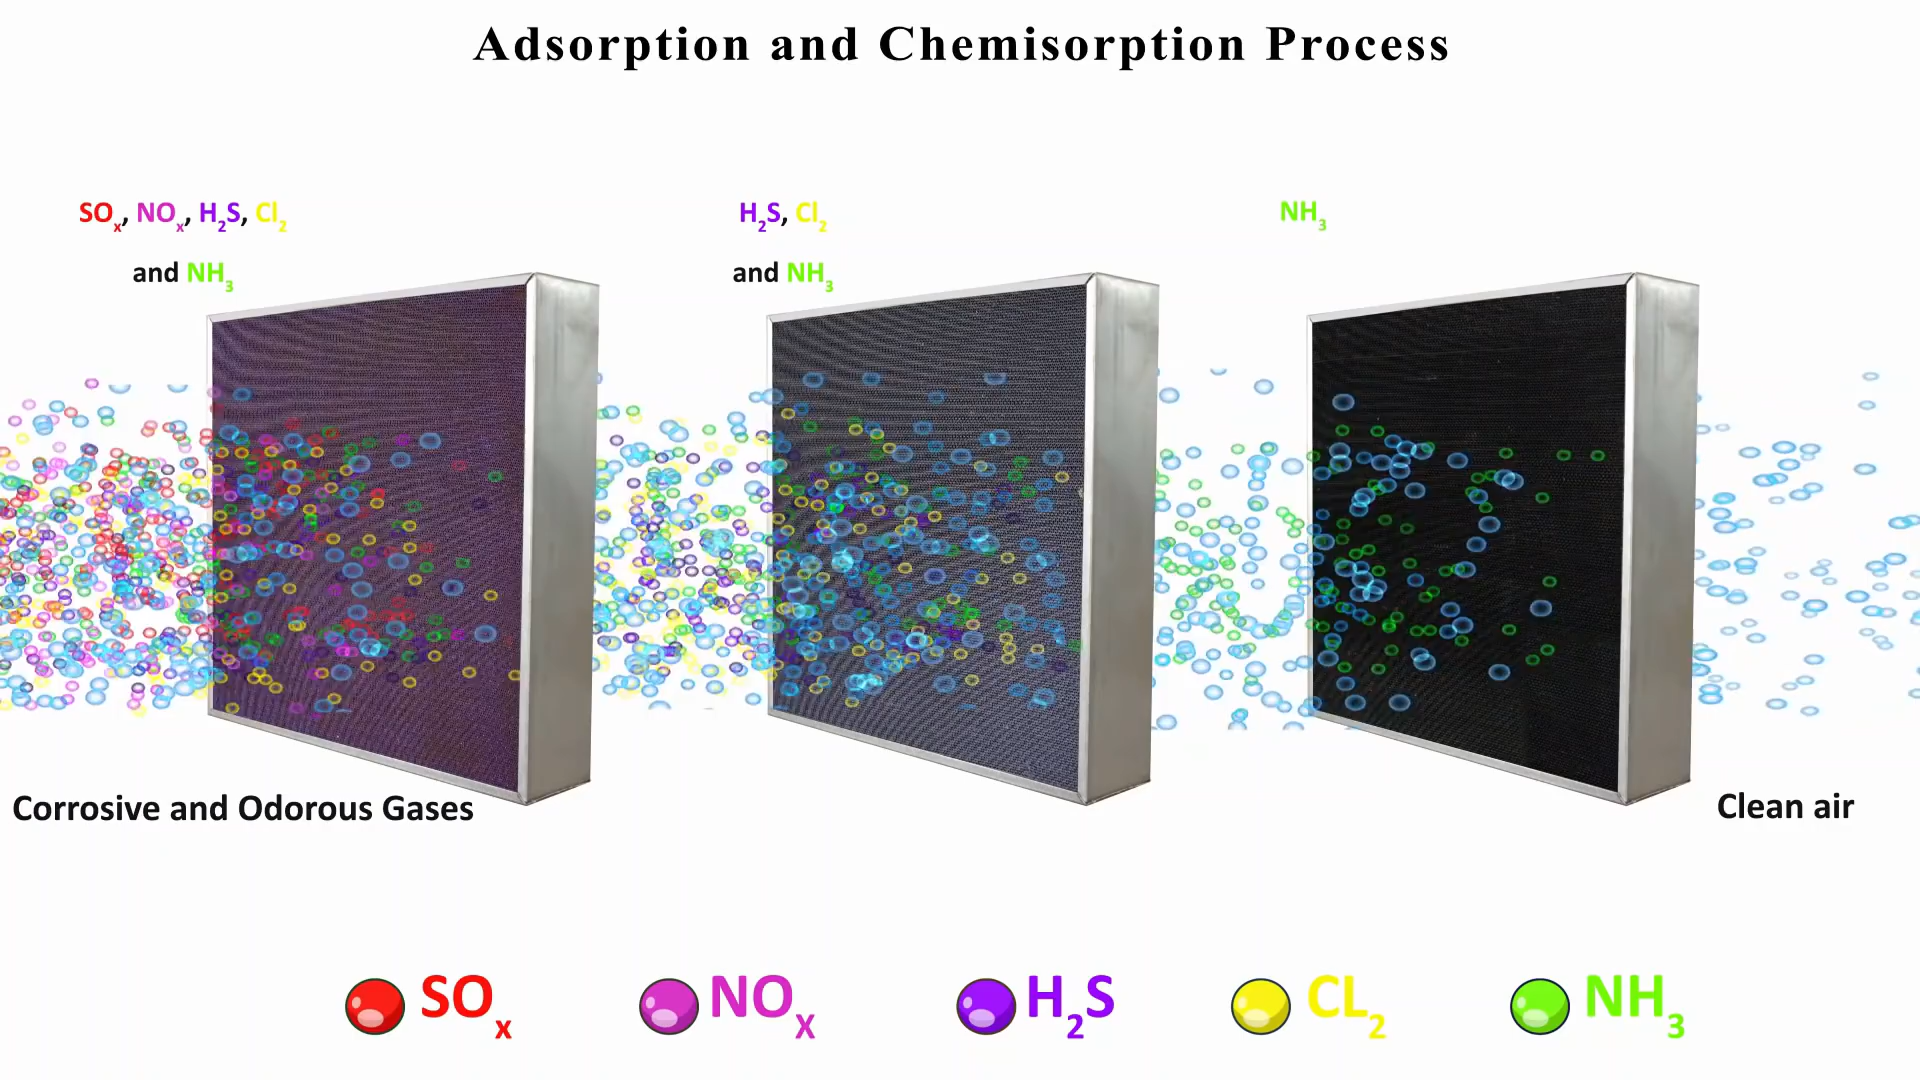 Adsorption and Chemisorption Process
SOₓ, NOₓ, H₂S, Cl₂
and NH₃
H₂S, Cl₂
and NH₃
NH₃
Corrosive and Odorous Gases
Clean air
SOₓ
NOₓ
H₂S
CL₂
NH₃